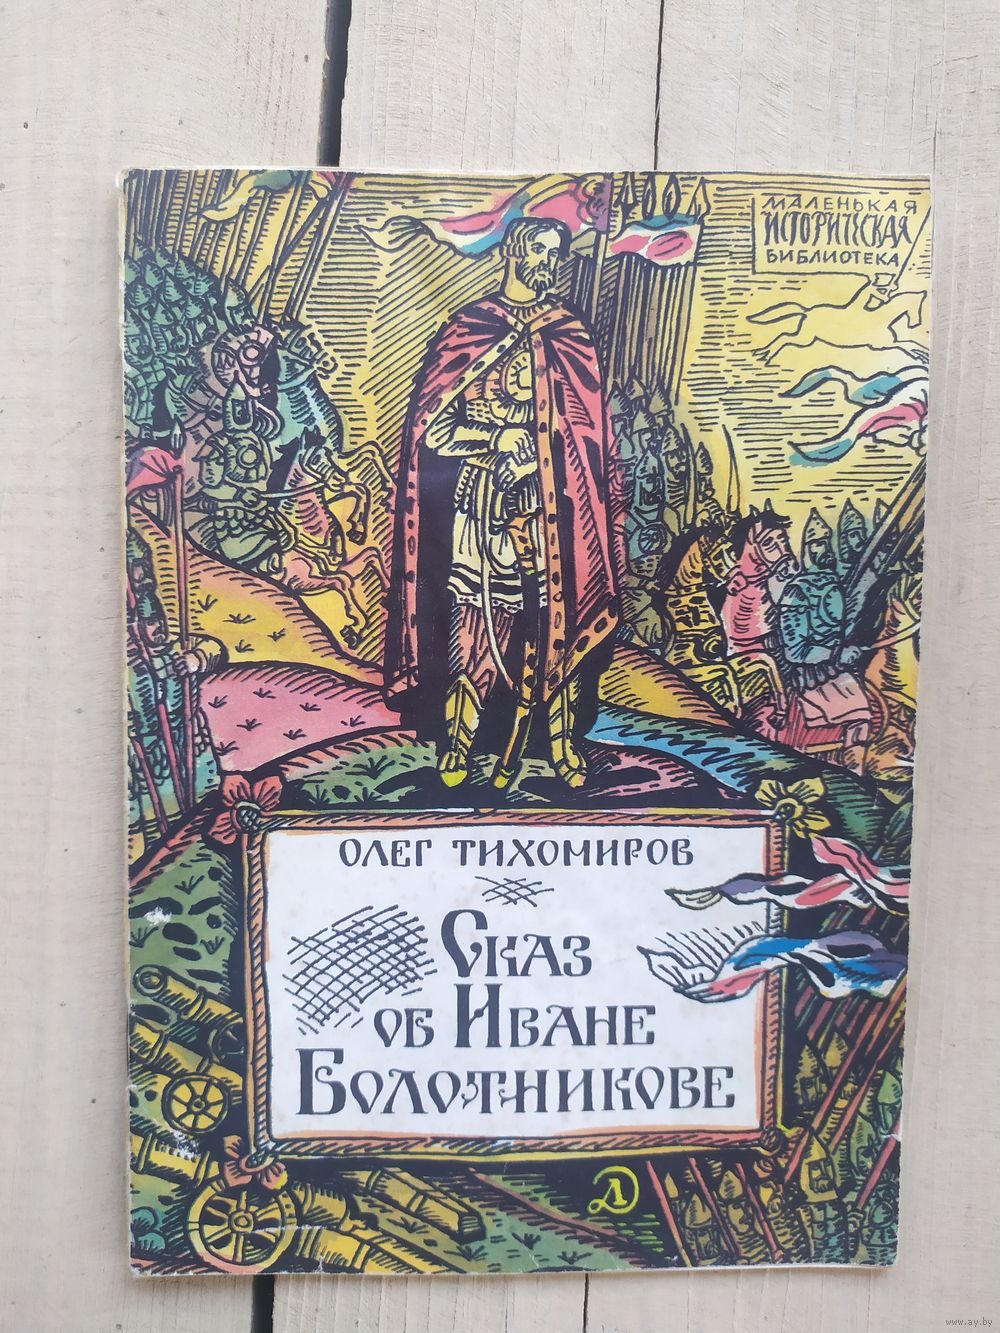 МАЛЕНЬКАЯ
ИСТОРИЧЕСКАЯ
БИБЛИОТЕКА
ОЛЕГ ТИХОМИРОВ
Сказ
об Иване
Болотникове
Д
www.ay.by